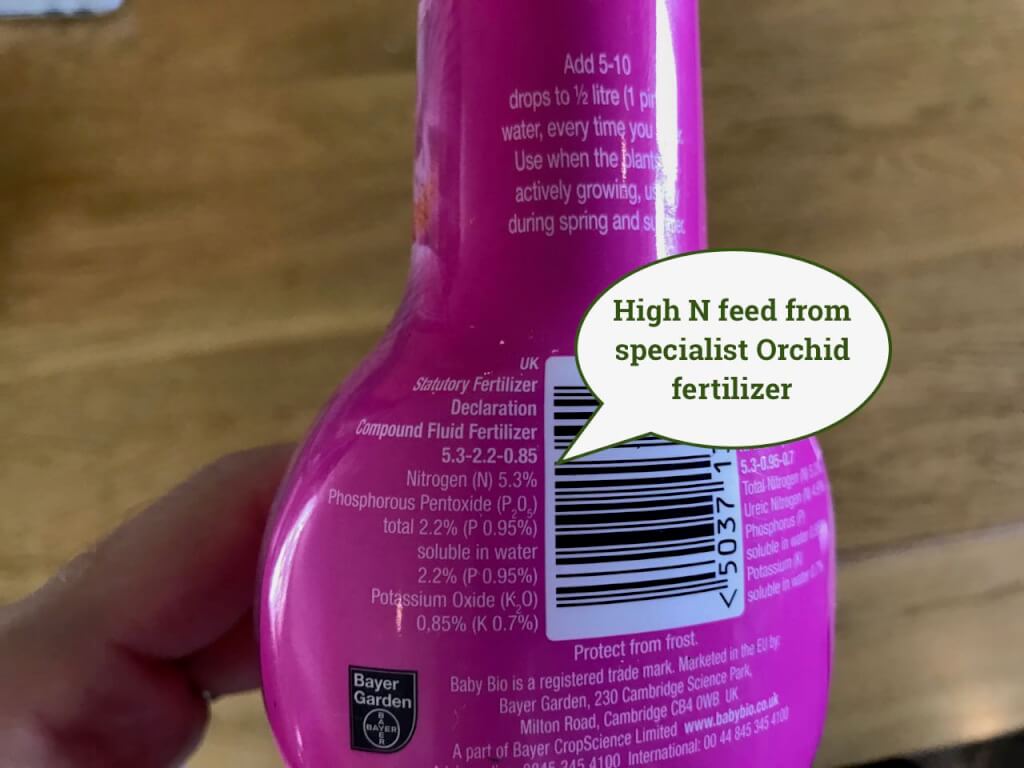 Add 5-10
drops to ½ litre (1 
water, every time you
Use when the plants
actively growing,
during spring and
High N feed from
specialist Orchid
fertilizer
UK
Statutory Fertilizer
Declaration
Compound Fluid Fertilizer
5.3-2.2-0.85
Nitrogen (N) 5.3%
Phosphorous Pentoxide (P₂O₅)
total 2.2% (P 0.95%)
soluble in water
2.2% (P 0.95%)
Potassium Oxide (K₂O)
0,85% (K 0.7%)
<5037
5.3-0.95-0.7
Total Nitrogen (N)
Ureic Nitrogen (N)
Phosphorus (P)
soluble in water
Potassium (K)
soluble in water
Protect from frost.
Baby Bio is a registered trade mark. Marketed in the EU by:
Bayer Garden, 230 Cambridge Science Park,
Milton Road, Cambridge CB4 0WB UK
A part of Bayer CropScience Limited www.babybio.co.uk
0845 345 4100 International: 00 44 845 345 4100
Bayer
Garden
BAYER
BAYER